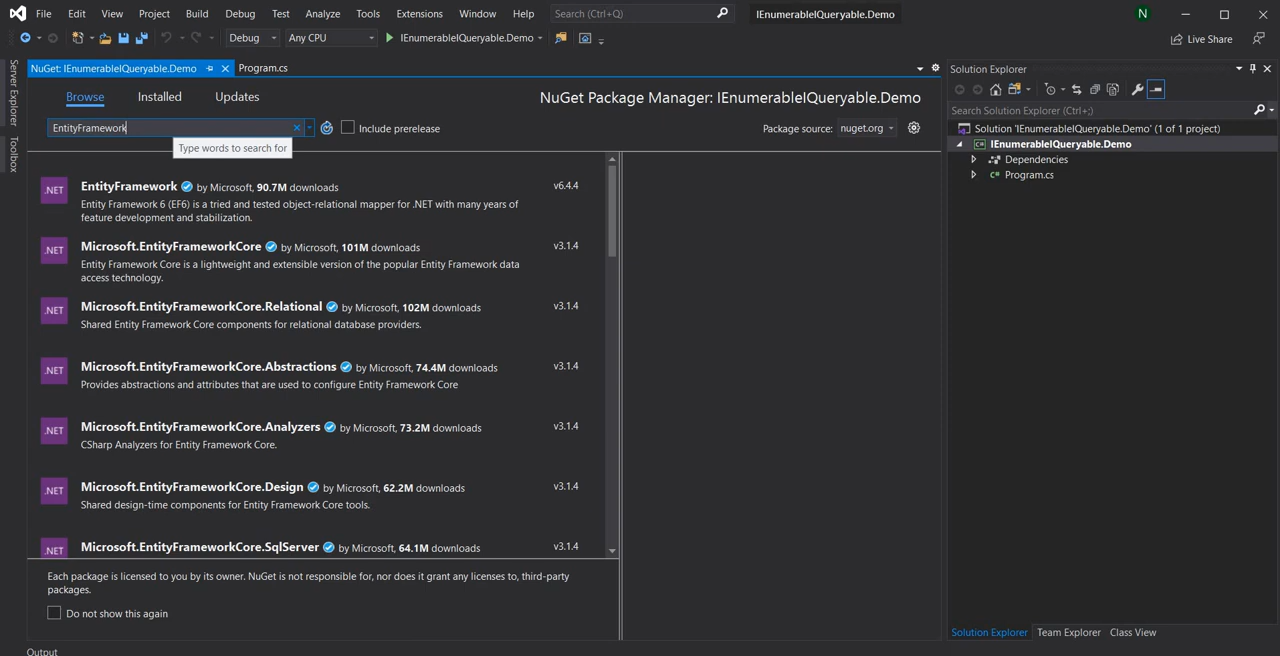 File Edit View Project Build Debug Test Analyze Tools Extensions Window Help Search (Ctrl+Q) IEnumerableIQueryable.Demo N
Debug Any CPU IEnumerableIQueryable.Demo Live Share
Server Explorer
Toolbox
NuGet: IEnumerableIQueryable.Demo Program.cs
Browse Installed Updates NuGet Package Manager: IEnumerableIQueryable.Demo
EntityFramework Include prerelease Package source: nuget.org
Type words to search for
.NET EntityFramework by Microsoft, 90.7M downloads v6.4.4
Entity Framework 6 (EF6) is a tried and tested object-relational mapper for .NET with many years of
feature development and stabilization.
.NET Microsoft.EntityFrameworkCore by Microsoft, 101M downloads v3.1.4
Entity Framework Core is a lightweight and extensible version of the popular Entity Framework data
access technology.
.NET Microsoft.EntityFrameworkCore.Relational by Microsoft, 102M downloads v3.1.4
Shared Entity Framework Core components for relational database providers.
.NET Microsoft.EntityFrameworkCore.Abstractions by Microsoft, 74.4M downloads v3.1.4
Provides abstractions and attributes that are used to configure Entity Framework Core
.NET Microsoft.EntityFrameworkCore.Analyzers by Microsoft, 73.2M downloads v3.1.4
CSharp Analyzers for Entity Framework Core.
.NET Microsoft.EntityFrameworkCore.Design by Microsoft, 62.2M downloads v3.1.4
Shared design-time components for Entity Framework Core tools.
.NET Microsoft.EntityFrameworkCore.SqlServer by Microsoft, 64.1M downloads v3.1.4
Each package is licensed to you by its owner. NuGet is not responsible for, nor does it grant any licenses to, third-party
packages.
Do not show this again
Output
Solution Explorer
Search Solution Explorer (Ctrl+;)
Solution 'IEnumerableIQueryable.Demo' (1 of 1 project)
C# IEnumerableIQueryable.Demo
Dependencies
C# Program.cs
Solution Explorer Team Explorer Class View